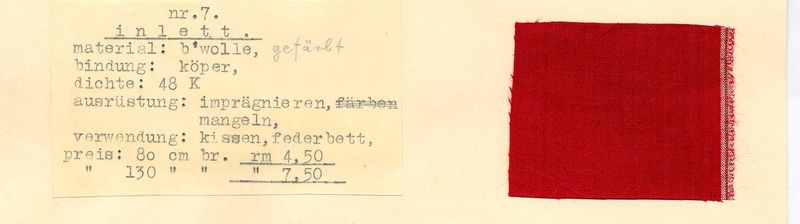 nr.7.
inlett.
material: b'wolle, gefärbt
bindung: köper,
dichte: 48 K
ausrüstung: imprägnieren, färben
mangeln,
verwendung: kissen, federbett,
preis: 80 cm br. rm 4,50
" 130 " " " 7,50